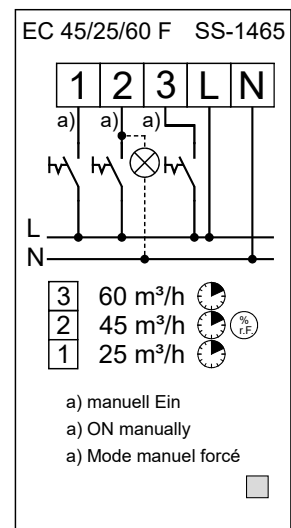 EC 45/25/60 F SS-1465
1 2 3 L N
a) a) a)
L
N
3 60 m³/h
2 45 m³/h % r.F.
1 25 m³/h
a) manuell Ein
a) ON manually
a) Mode manuel forcé